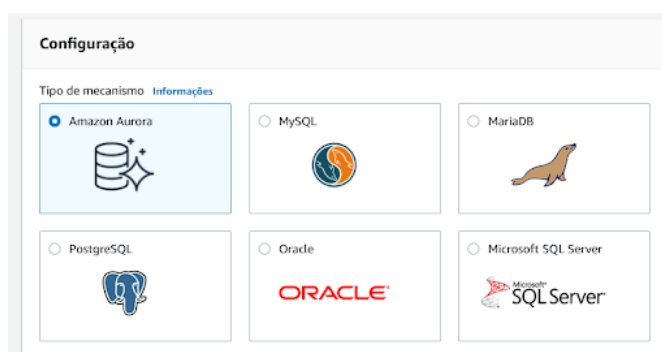 Configuração
Tipo de mecanismo Informações
Amazon Aurora
MySQL
MariaDB
PostgreSQL
Oracle
ORACLE
Microsoft SQL Server
Microsoft
SQL Server